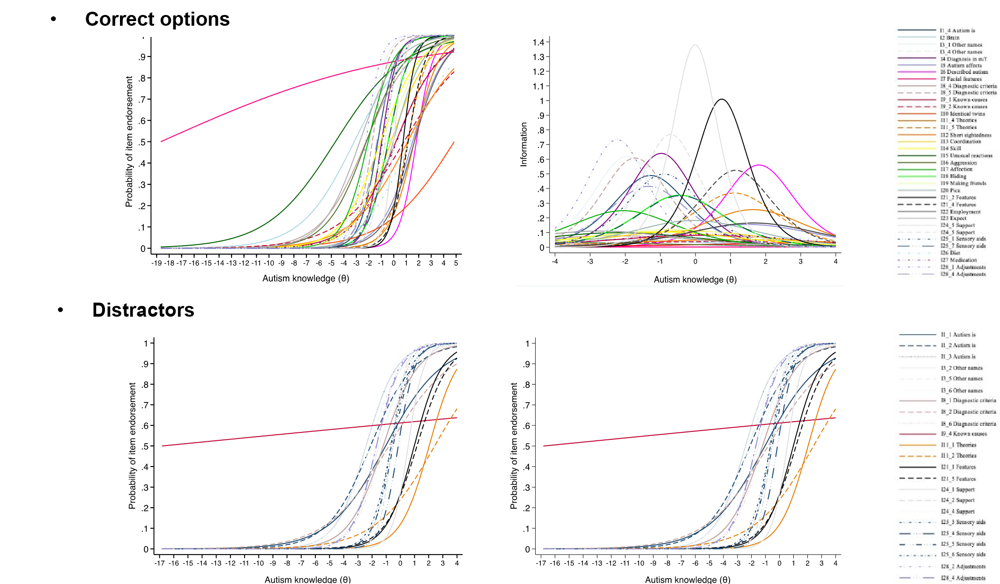 • Correct options
.9
.8
.7
.6
.5
.4
.3
.2
.1
0
Probability of item endorsement
-19 -18 -17 -16 -15 -14 -13 -12 -11 -10 -9 -8 -7 -6 -5 -4 -3 -2 -1 0 1 2 3 4 5
Autism knowledge (θ)
1.4
1.3
1.2
1.1
1
.9
.8
.7
.6
.5
.4
.3
.2
.1
0
Information
-4 -3 -2 -1 0 1 2 3 4
Autism knowledge (θ)
I1_4 Autism is
I2 Brain
I3_1 Other names
I3_4 Other names
I4 Diagnosis in m/f
I5 Autism affects
I6 Described autism
I7 Facial features
I8_4 Diagnostic criteria
I8_5 Diagnostic criteria
I9_1 Known causes
I9_2 Known causes
I10 Identical twins
I11_4 Theories
I11_5 Theories
I12 Short sightedness
I13 Coordination
I14 Skill
I15 Unusual reactions
I16 Aggression
I17 Affection
I18 Hiding
I19 Making friends
I20 Pica
I21_2 Features
I21_4 Features
I22 Employment
I23 Expect
I24_5 Support
I24_5 Support
I25_1 Sensory aids
I25_7 Sensory aids
I26 Diet
I27 Medication
I28_1 Adjustments
I28_4 Adjustments
• Distractors
1
.9
.8
.7
.6
.5
.4
.3
.2
.1
0
Probability of item endorsement
-17 -16 -15 -14 -13 -12 -11 -10 -9 -8 -7 -6 -5 -4 -3 -2 -1 0 1 2 3 4
Autism knowledge (θ)
1
.9
.8
.7
.6
.5
.4
.3
.2
.1
0
Probability of item endorsement
-17 -16 -15 -14 -13 -12 -11 -10 -9 -8 -7 -6 -5 -4 -3 -2 -1 0 1 2 3 4
Autism knowledge (θ)
I1_1 Autism is
I1_2 Autism is
I1_3 Autism is
I3_2 Other names
I3_5 Other names
I3_6 Other names
I8_1 Diagnostic criteria
I8_2 Diagnostic criteria
I8_6 Diagnostic criteria
I9_4 Known causes
I11_1 Theories
I11_2 Theories
I21_1 Features
I21_5 Features
I24_1 Support
I24_2 Support
I24_4 Support
I25_3 Sensory aids
I25_4 Sensory aids
I25_5 Sensory aids
I25_6 Sensory aids
I28_2 Adjustments
I28_4 Adjustments